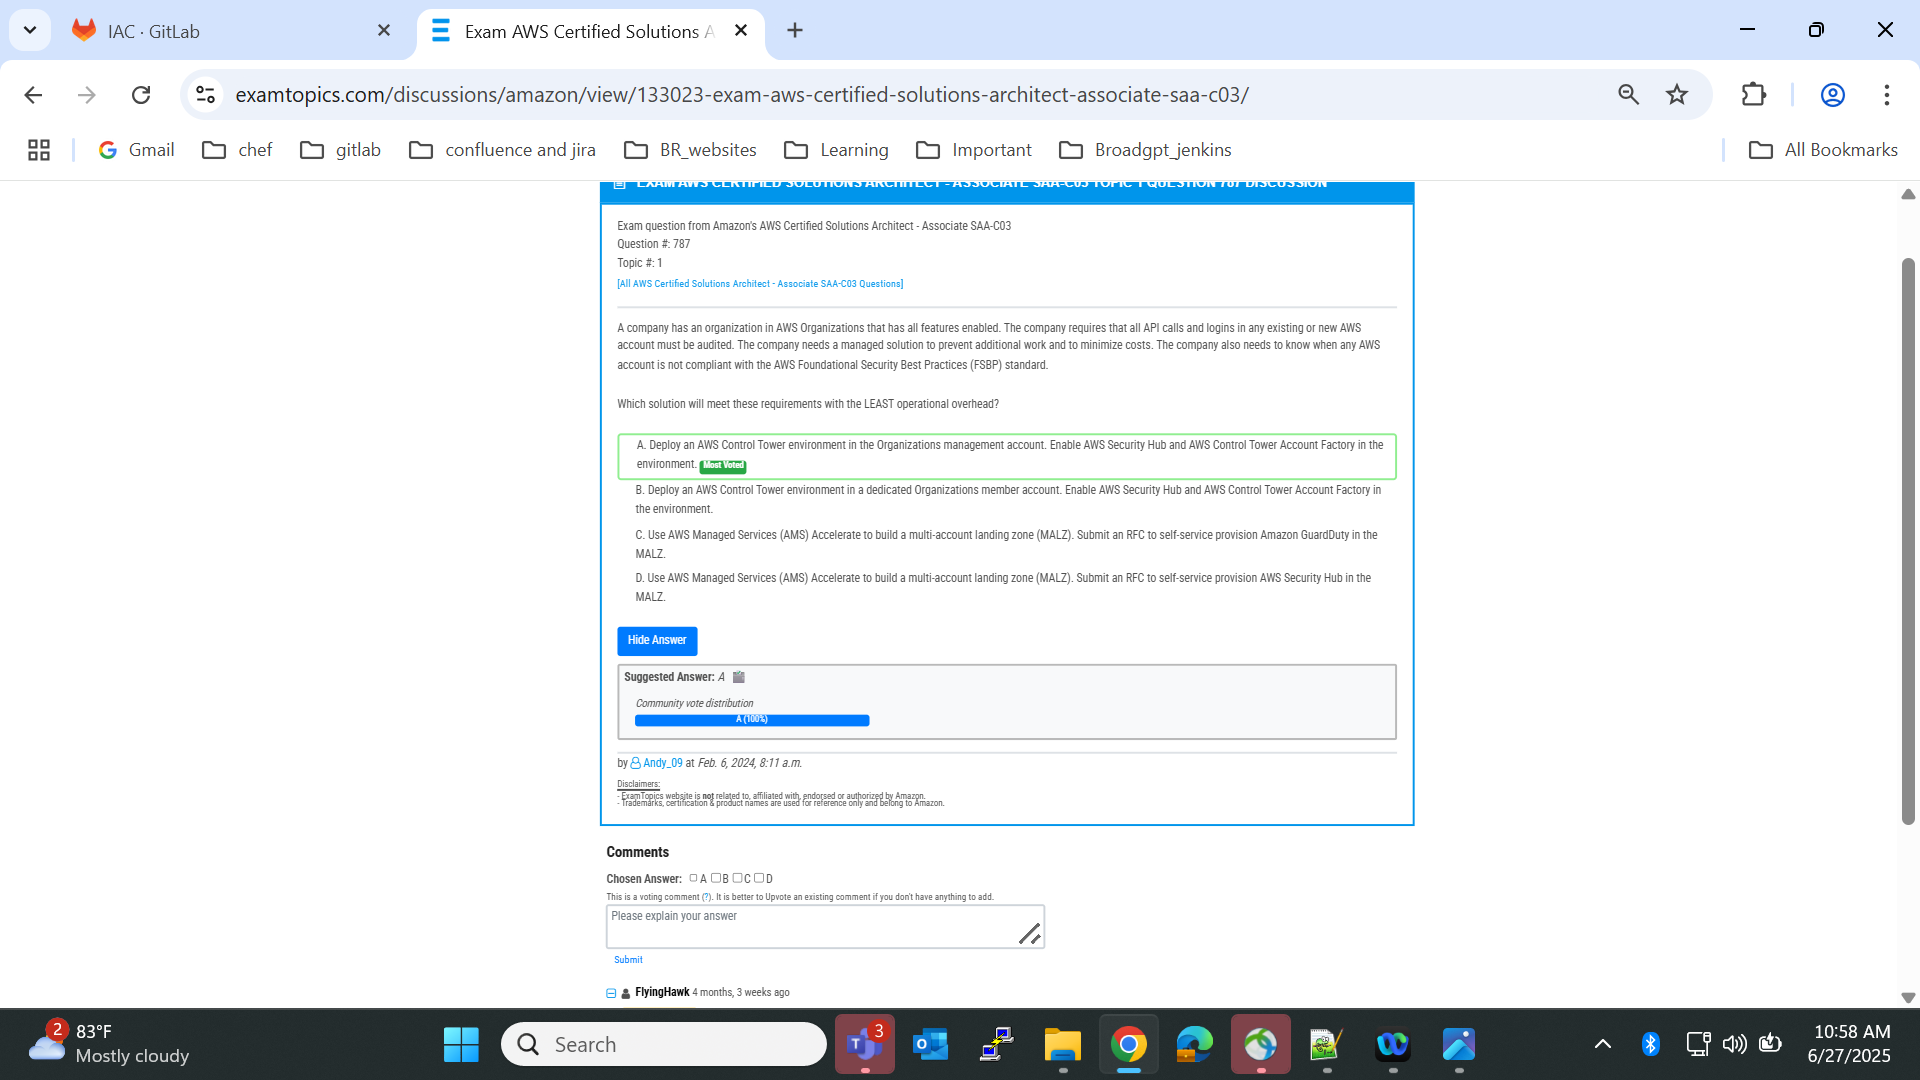 IAC · GitLab
Exam AWS Certified Solutions A
examtopics.com/discussions/amazon/view/133023-exam-aws-certified-solutions-architect-associate-saa-c03/
Gmail
chef
gitlab
confluence and jira
BR_websites
Learning
Important
Broadgpt_jenkins
All Bookmarks
EXAM AWS CERTIFIED SOLUTIONS ARCHITECT - ASSOCIATE SAA-C03 TOPIC 1 QUESTION 787 DISCUSSION
Exam question from Amazon's AWS Certified Solutions Architect - Associate SAA-C03
Question #: 787
Topic #: 1
[All AWS Certified Solutions Architect - Associate SAA-C03 Questions]
A company has an organization in AWS Organizations that has all features enabled. The company requires that all API calls and logins in any existing or new AWS
account must be audited. The company needs a managed solution to prevent additional work and to minimize costs. The company also needs to know when any AWS
account is not compliant with the AWS Foundational Security Best Practices (FSBP) standard.
Which solution will meet these requirements with the LEAST operational overhead?
A. Deploy an AWS Control Tower environment in the Organizations management account. Enable AWS Security Hub and AWS Control Tower Account Factory in the
environment. Most Voted
B. Deploy an AWS Control Tower environment in a dedicated Organizations member account. Enable AWS Security Hub and AWS Control Tower Account Factory in
the environment.
C. Use AWS Managed Services (AMS) Accelerate to build a multi-account landing zone (MALZ). Submit an RFC to self-service provision Amazon GuardDuty in the
MALZ.
D. Use AWS Managed Services (AMS) Accelerate to build a multi-account landing zone (MALZ). Submit an RFC to self-service provision AWS Security Hub in the
MALZ.
Hide Answer
Suggested Answer: A
Community vote distribution
A (100%)
by Andy_09 at Feb. 6, 2024, 8:11 a.m.
Disclaimers:
- ExamTopics website is not related to, affiliated with, endorsed or authorized by Amazon.
- Trademarks, certification & product names are used for reference only and belong to Amazon.
Comments
Chosen Answer: A B C D
This is a voting comment (?). It is better to Upvote an existing comment if you don't have anything to add.
Please explain your answer
Submit
FlyingHawk 4 months, 3 weeks ago
2
83°F
Mostly cloudy
Search
3
10:58 AM
6/27/2025